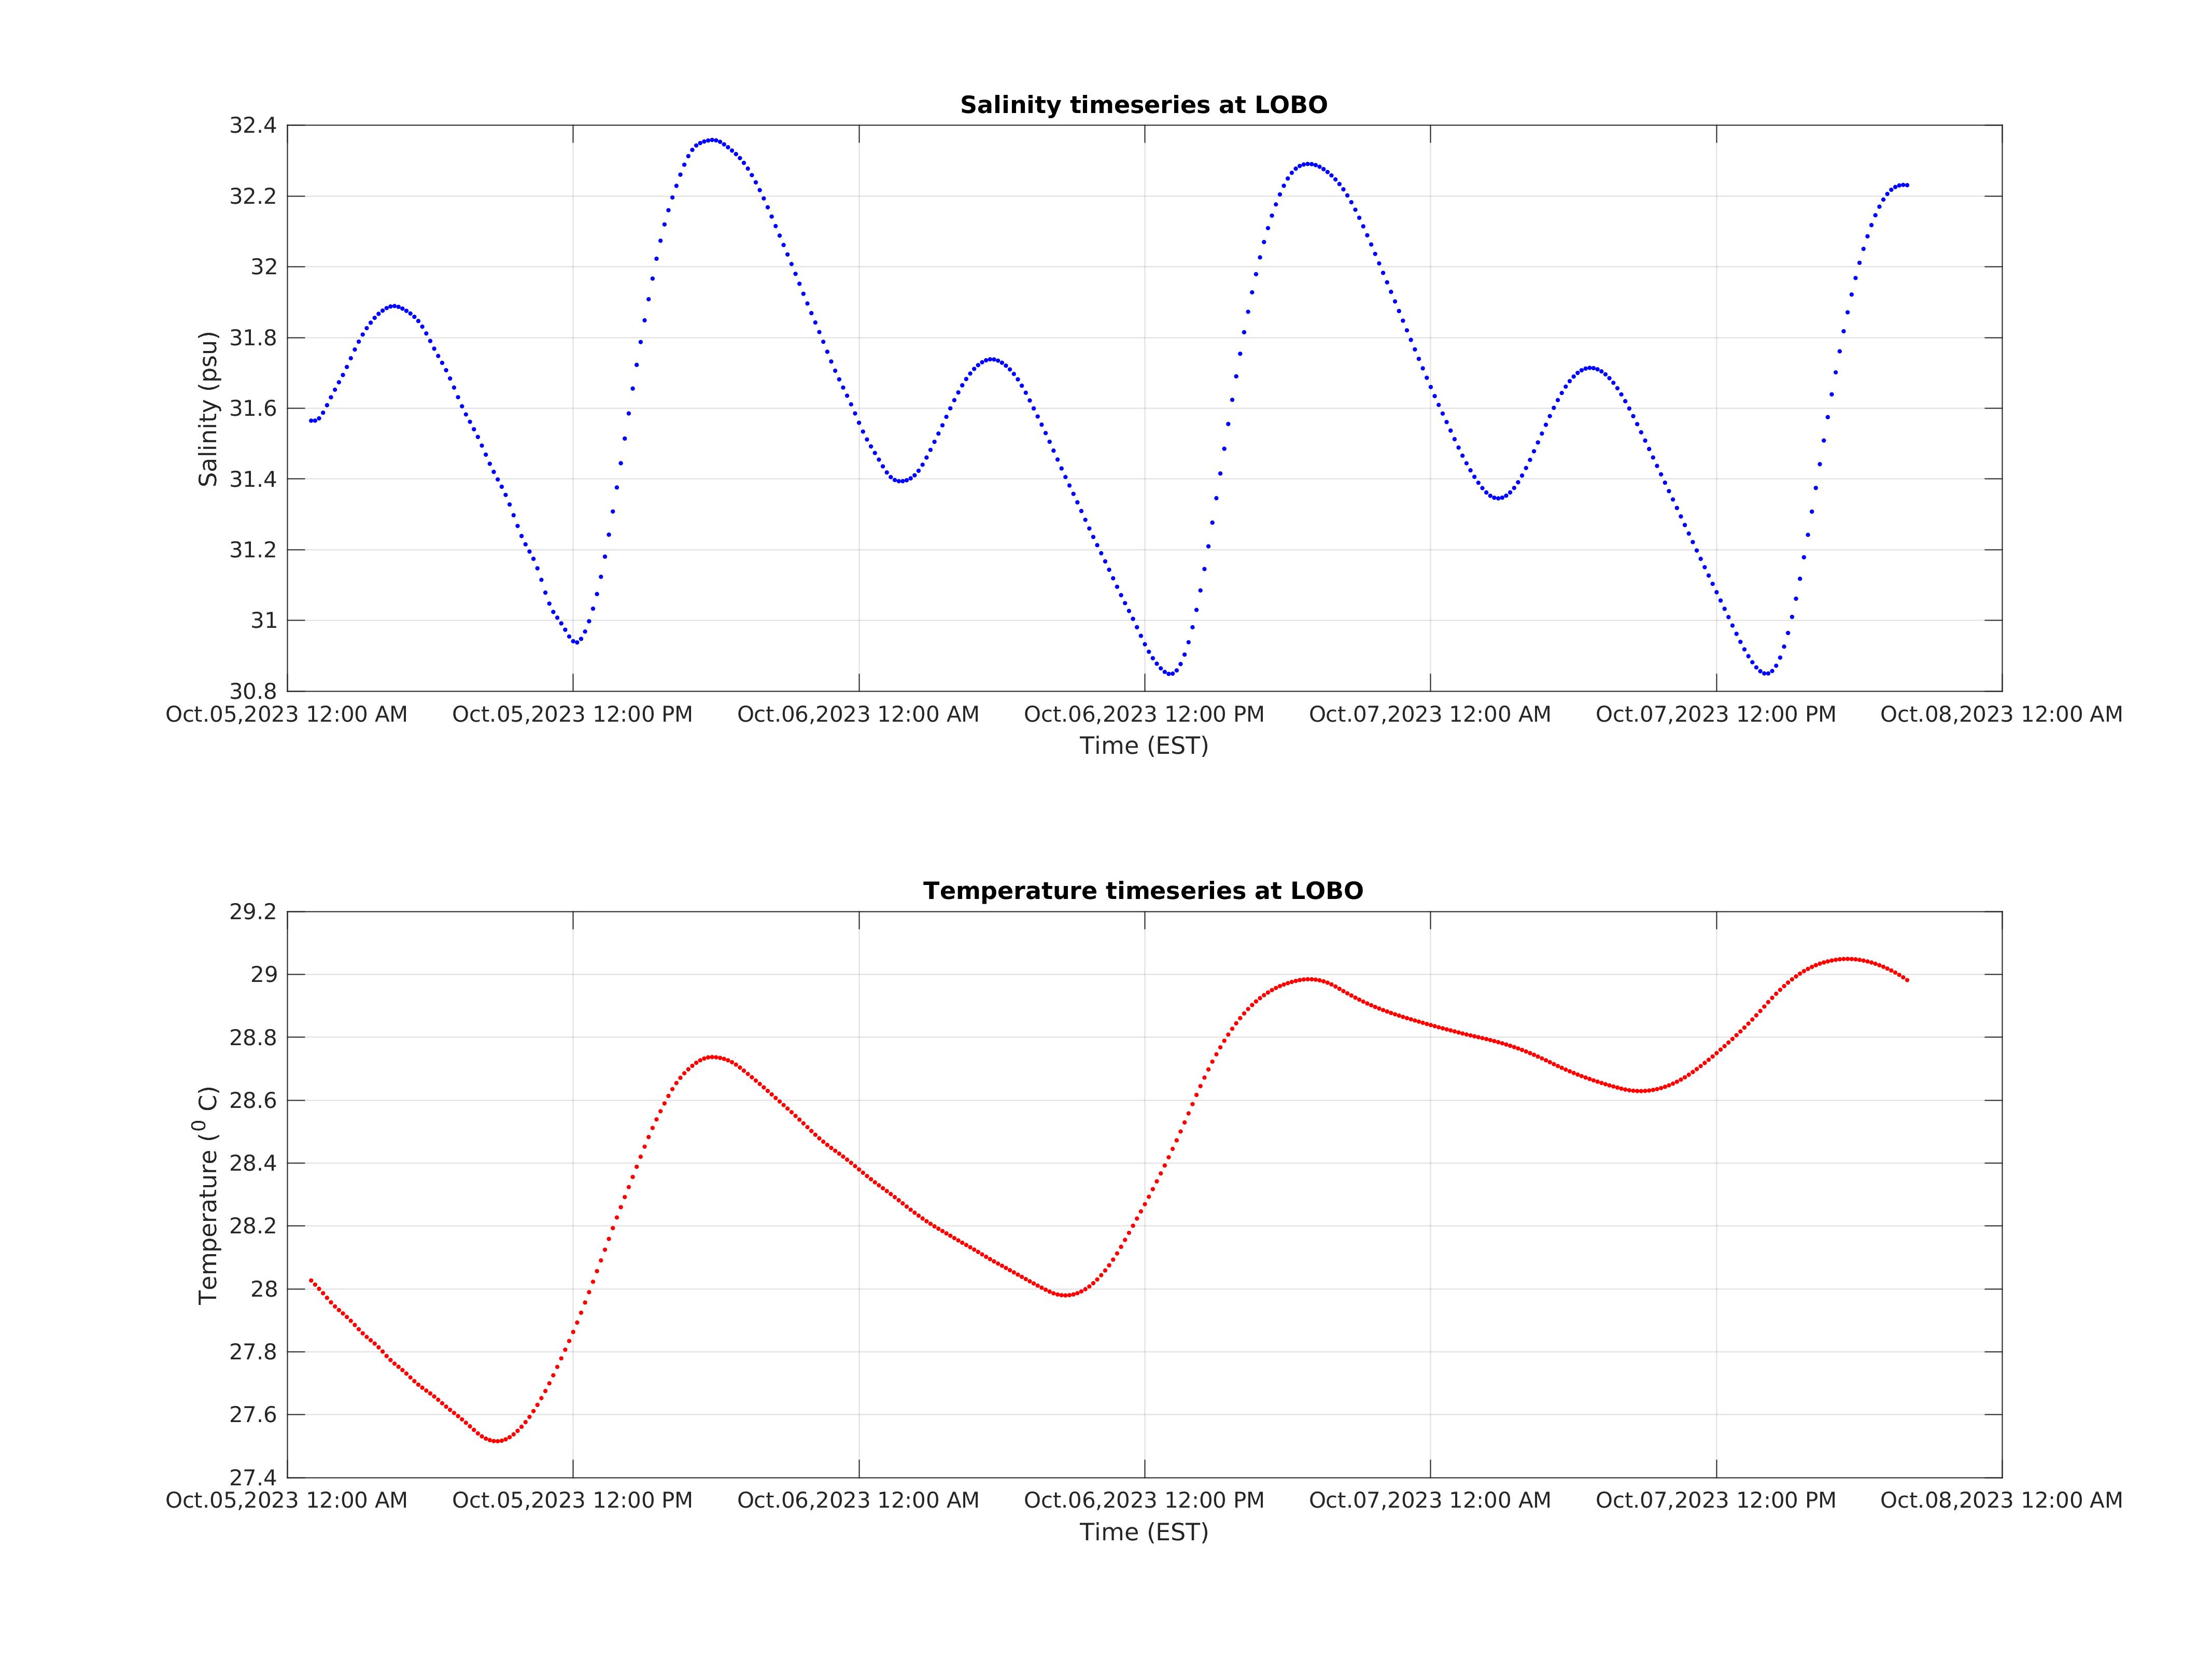 Salinity timeseries at LOBO
32.4
32.2
32
31.8
31.6
31.4
31.2
31
30.8
Salinity (psu)
Oct.05,2023 12:00 AM Oct.05,2023 12:00 PM Oct.06,2023 12:00 AM Oct.06,2023 12:00 PM Oct.07,2023 12:00 AM Oct.07,2023 12:00 PM Oct.08,2023 12:00 AM
Time (EST)
Temperature timeseries at LOBO
29.2
29
28.8
28.6
28.4
28.2
28
27.8
27.6
27.4
Temperature (⁰ C)
Oct.05,2023 12:00 AM Oct.05,2023 12:00 PM Oct.06,2023 12:00 AM Oct.06,2023 12:00 PM Oct.07,2023 12:00 AM Oct.07,2023 12:00 PM Oct.08,2023 12:00 AM
Time (EST)